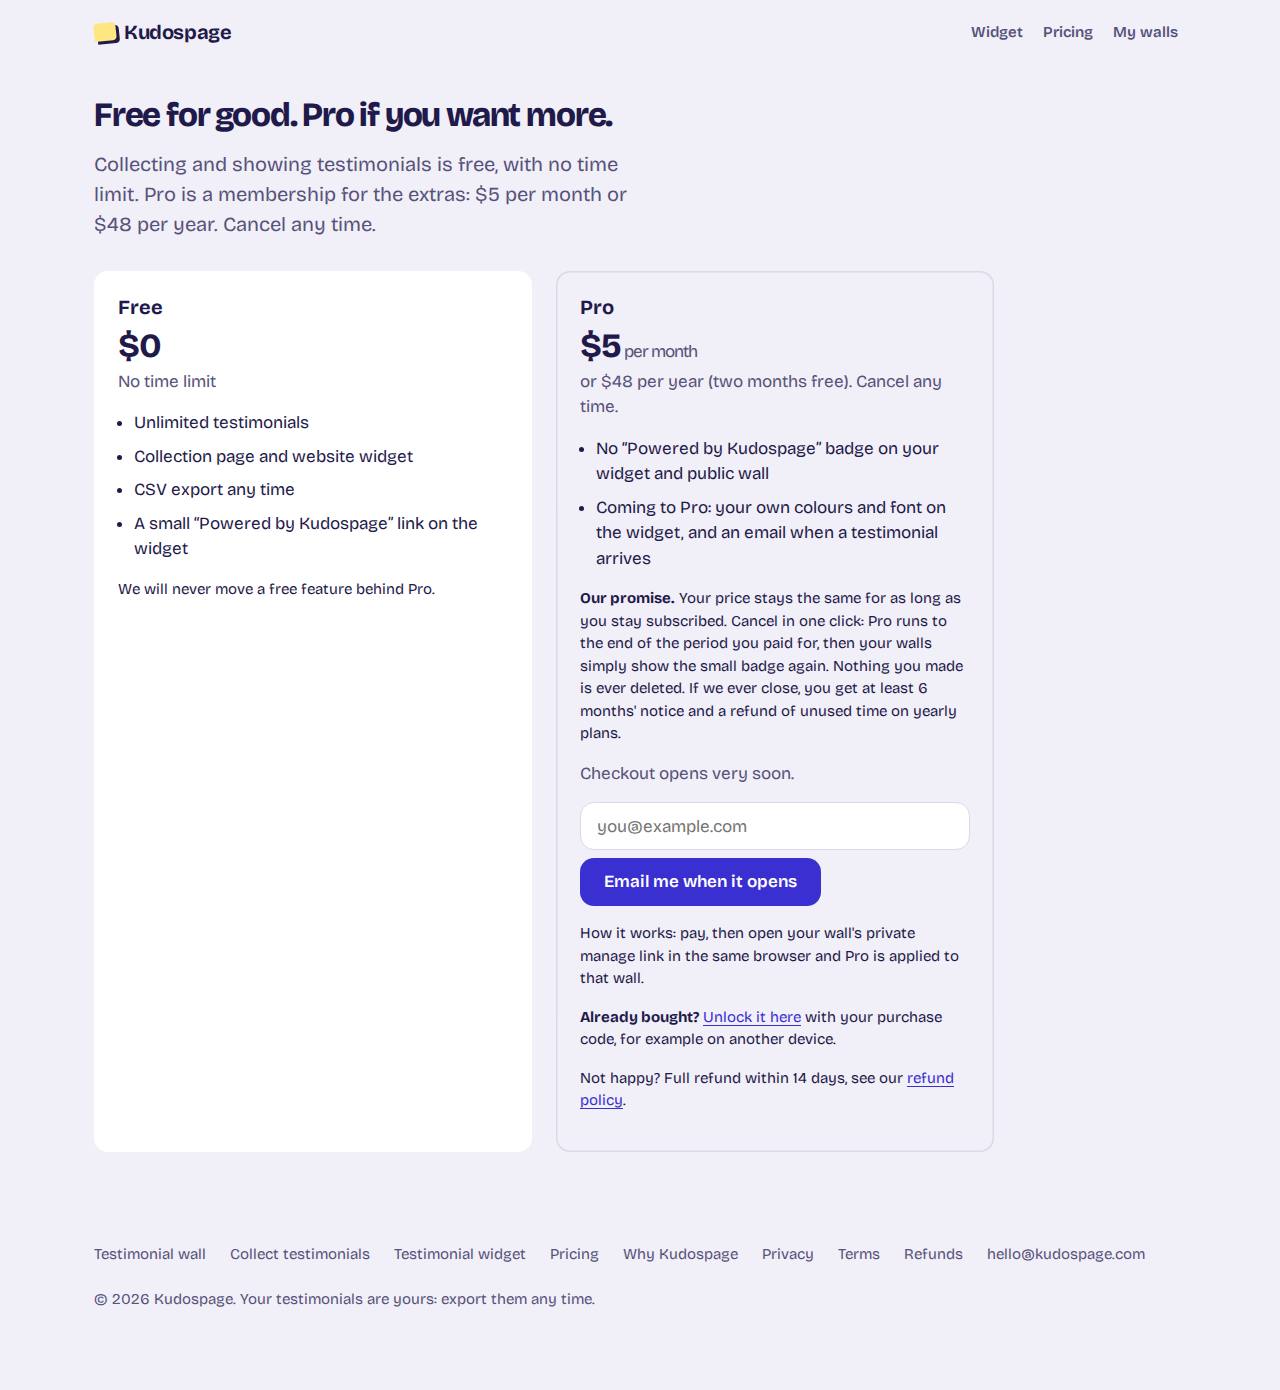 Kudospage
Widget Pricing My walls
Free for good. Pro if you want more.
Collecting and showing testimonials is free, with no time
limit. Pro is a membership for the extras: $5 per month or
$48 per year. Cancel any time.
Free
$0
No time limit
• Unlimited testimonials
• Collection page and website widget
• CSV export any time
• A small “Powered by Kudospage” link on the
widget
We will never move a free feature behind Pro.
Pro
$5 per month
or $48 per year (two months free). Cancel any
time.
• No “Powered by Kudospage” badge on your
widget and public wall
• Coming to Pro: your own colours and font on
the widget, and an email when a testimonial
arrives
Our promise. Your price stays the same for as long as
you stay subscribed. Cancel in one click: Pro runs to
the end of the period you paid for, then your walls
simply show the small badge again. Nothing you made
is ever deleted. If we ever close, you get at least 6
months' notice and a refund of unused time on yearly
plans.
Checkout opens very soon.
you@example.com
Email me when it opens
How it works: pay, then open your wall's private
manage link in the same browser and Pro is applied to
that wall.
Already bought? Unlock it here with your purchase
code, for example on another device.
Not happy? Full refund within 14 days, see our refund
policy.
Testimonial wall Collect testimonials Testimonial widget Pricing Why Kudospage Privacy Terms Refunds hello@kudospage.com
© 2026 Kudospage. Your testimonials are yours: export them any time.